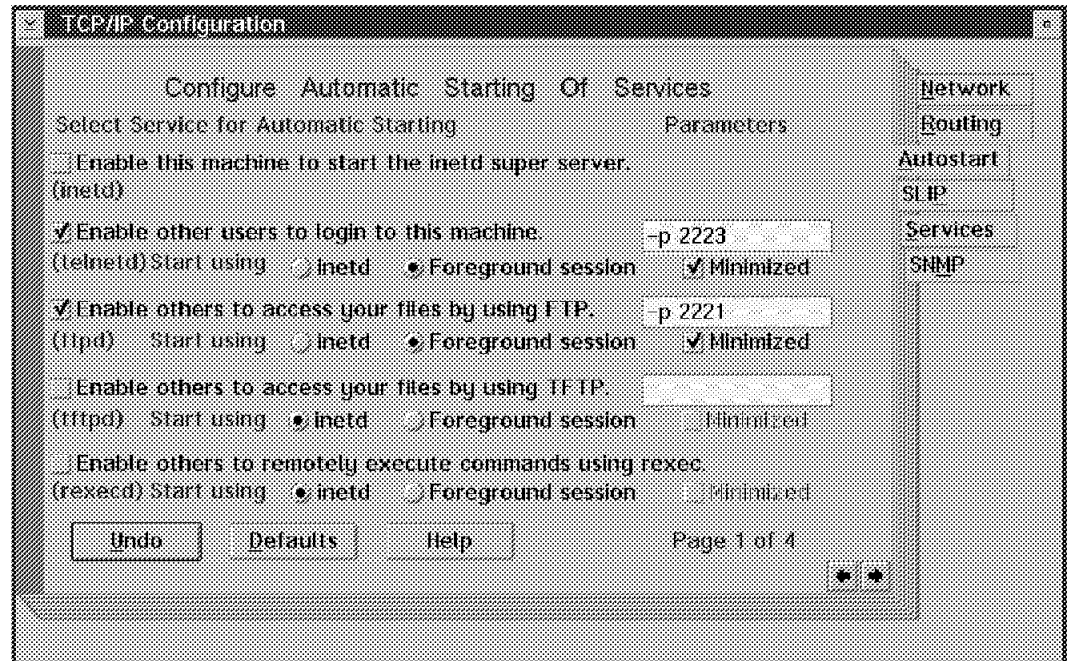 TCP/IP Configuration
Configure Automatic Starting Of Services
Select Service for Automatic Starting Parameters
Enable this machine to start the inetd super server.
(inetd)
Enable other users to login to this machine. -p 2223
(telnetd) Start using inetd Foreground session Minimized
Enable others to access your files by using FTP. -p 2221
(ftpd) Start using inetd Foreground session Minimized
Enable others to access your files by using TFTP.
(tftpd) Start using inetd Foreground session Minimized
Enable others to remotely execute commands using rexec.
(rexecd) Start using inetd Foreground session Minimized
Undo Defaults Help Page 1 of 4
Network
Routing
Autostart
SLIP
Services
SNMP